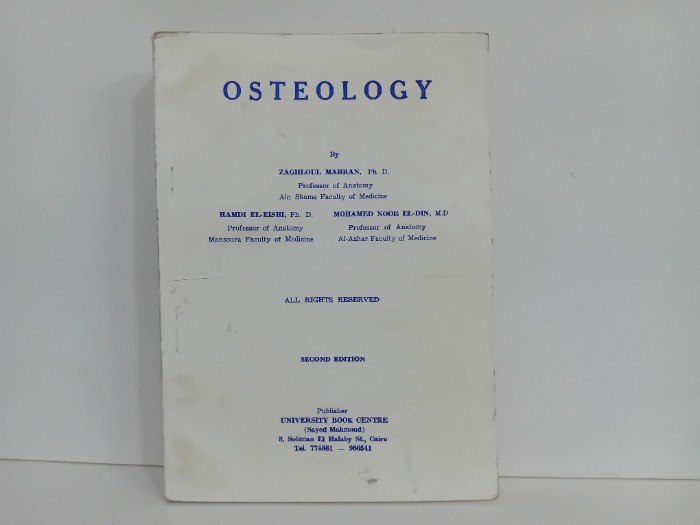 OSTEOLOGY
By
ZAGHLOUL MAHRAN, Ph. D.
Professor of Anatomy
Ain Shams Faculty of Medicine
HAMDI EL-EISHI, Ph. D. MOHAMED NOOR EL-DIN, M.D
Professor of Anatomy Professor of Anatomy
Mansoura Faculty of Medicine Al-Azhar Faculty of Medicine
ALL RIGHTS RESERVED
SECOND EDITION
Publisher
UNIVERSITY BOOK CENTRE
(Sayed Mahmoud)
8, Soliman El Halaby St., Cairo
Tel. 774881 — 986541